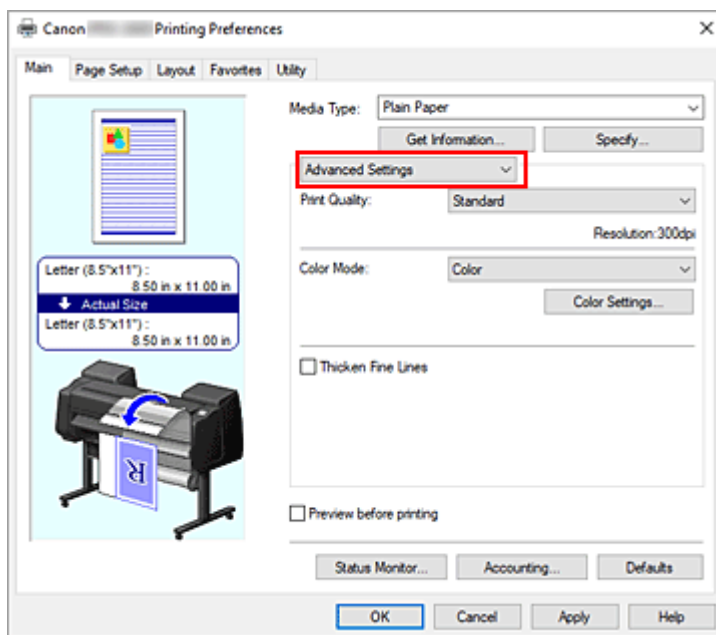 Canon Printing Preferences
Main Page Setup Layout Favorites Utility
Media Type: Plain Paper
Get Information... Specify...
Advanced Settings
Print Quality: Standard
Resolution:300dpi
Color Mode: Color
Color Settings...
Thicken Fine Lines
Letter (8.5"x11") :
8.50 in x 11.00 in
Actual Size
Letter (8.5"x11") :
8.50 in x 11.00 in
R
Preview before printing
Status Monitor... Accounting... Defaults
OK Cancel Apply Help